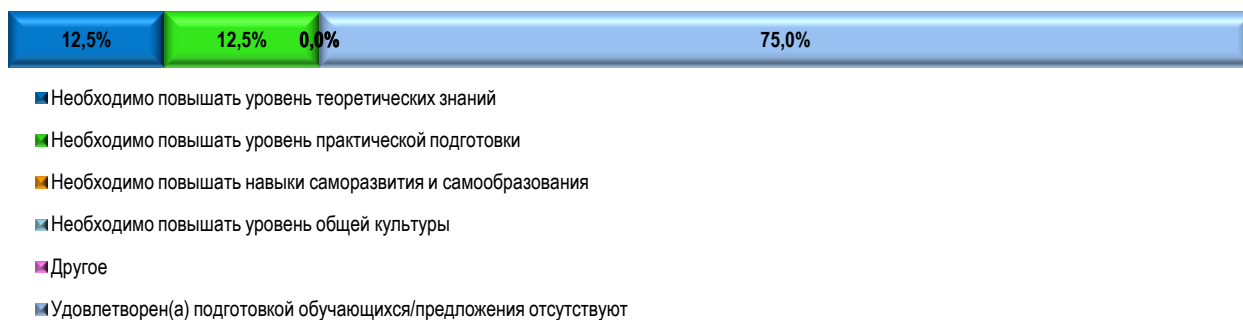 12,5% 12,5% 0,0% 75,0%
Необходимо повышать уровень теоретических знаний
Необходимо повышать уровень практической подготовки
Необходимо повышать навыки саморазвития и самообразования
Необходимо повышать уровень общей культуры
Другое
Удовлетворен(а) подготовкой обучающихся/предложения отсутствуют